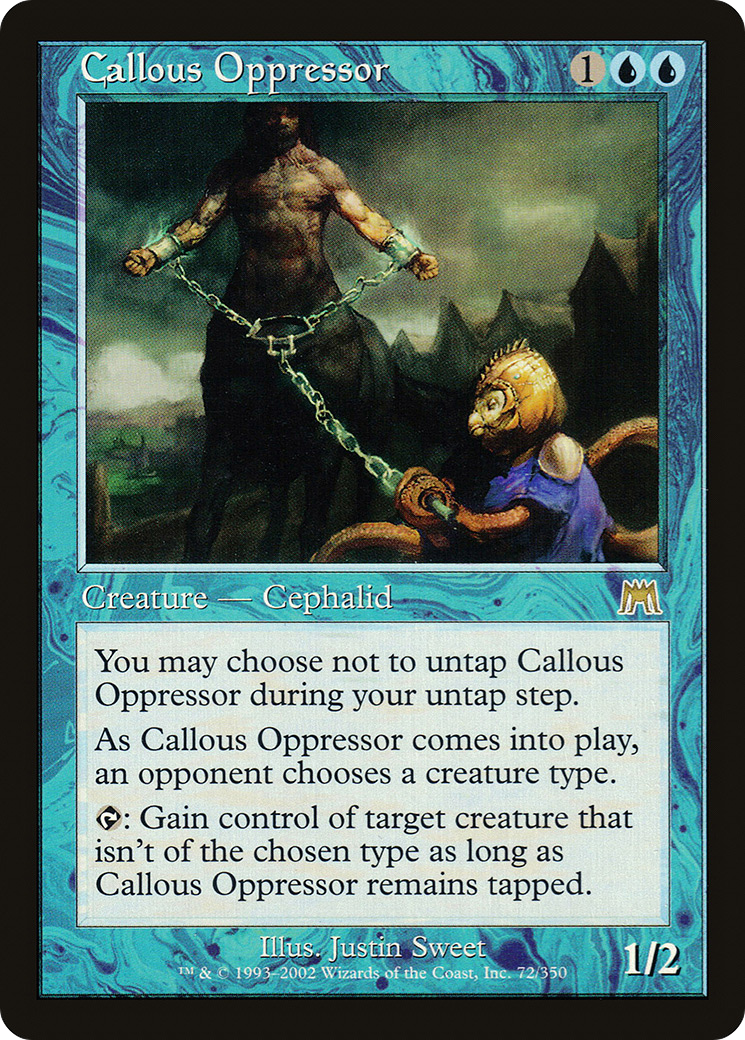 Callous Oppressor 1
Creature — Cephalid
You may choose not to untap Callous
Oppressor during your untap step.
As Callous Oppressor comes into play,
an opponent chooses a creature type.
: Gain control of target creature that
isn't of the chosen type as long as
Callous Oppressor remains tapped.
Illus. Justin Sweet
™ & © 1993–2002 Wizards of the Coast, Inc. 72/350
1/2